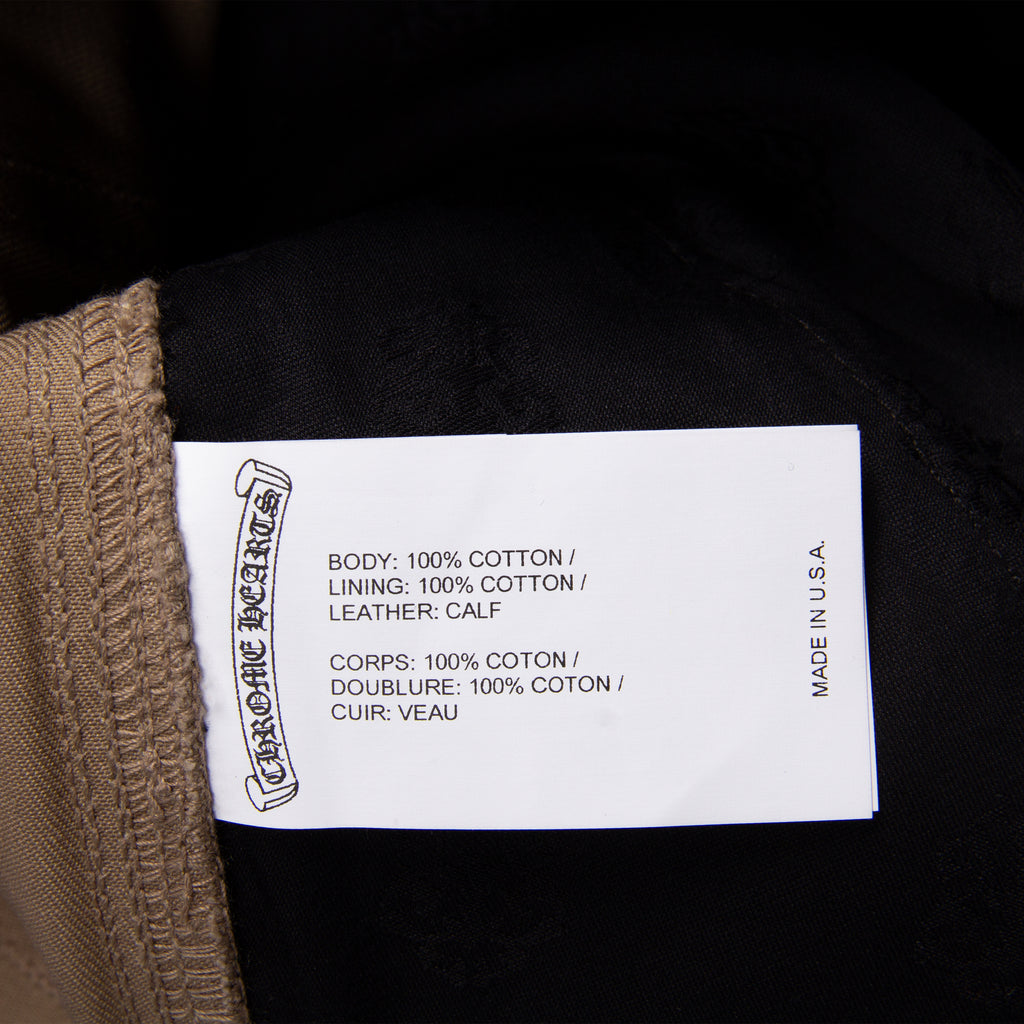 CHROME HEARTS
BODY: 100% COTTON /
LINING: 100% COTTON /
LEATHER: CALF
CORPS: 100% COTON /
DOUBLURE: 100% COTON /
CUIR: VEAU
MADE IN U.S.A.